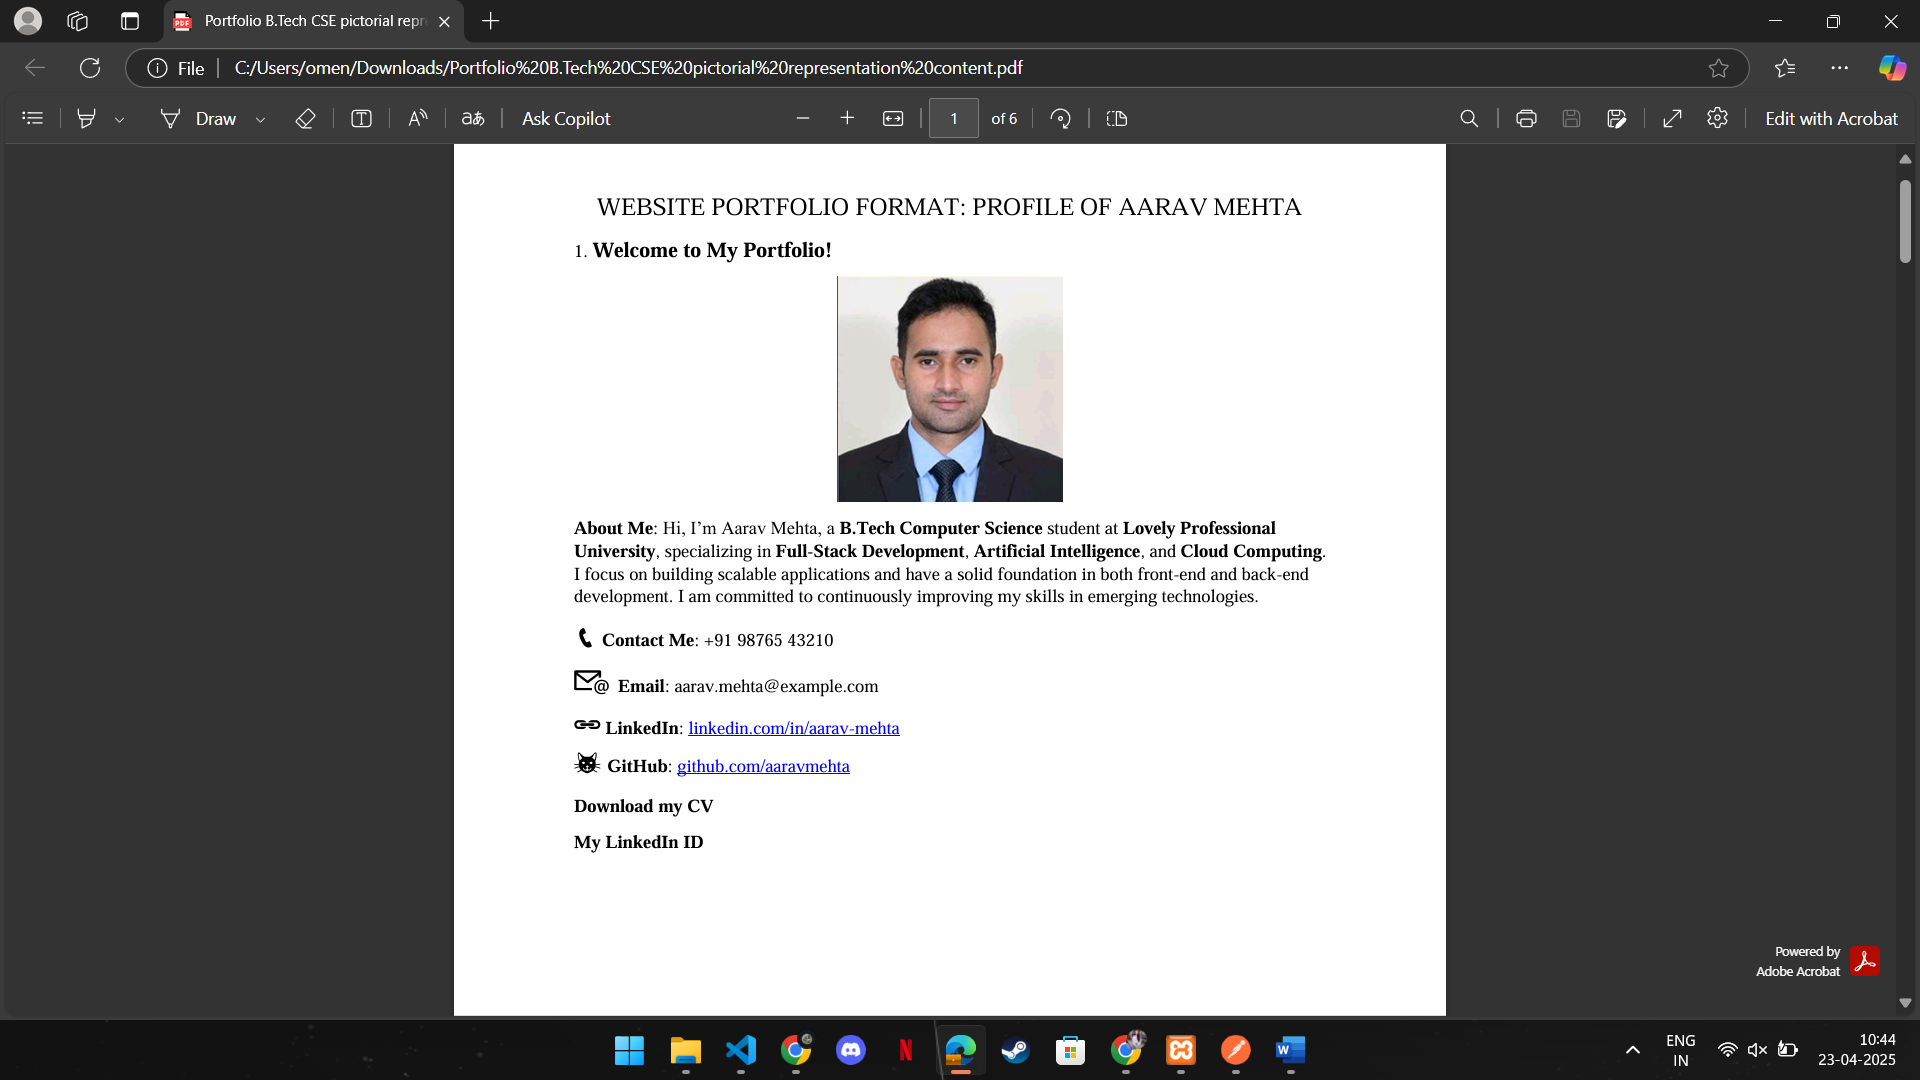 Portfolio B.Tech CSE pictorial repr
File
C:/Users/omen/Downloads/Portfolio%20B.Tech%20CSE%20pictorial%20representation%20content.pdf
Draw
Ask Copilot
1 of 6
Edit with Acrobat
WEBSITE PORTFOLIO FORMAT: PROFILE OF AARAV MEHTA
1. Welcome to My Portfolio!
About Me: Hi, I’m Aarav Mehta, a B.Tech Computer Science student at Lovely Professional
University, specializing in Full-Stack Development, Artificial Intelligence, and Cloud Computing.
I focus on building scalable applications and have a solid foundation in both front-end and back-end
development. I am committed to continuously improving my skills in emerging technologies.
Contact Me: +91 98765 43210
Email: aarav.mehta@example.com
LinkedIn: linkedin.com/in/aarav-mehta
GitHub: github.com/aaravmehta
Download my CV
My LinkedIn ID
Powered by
Adobe Acrobat
ENG
IN
10:44
23-04-2025